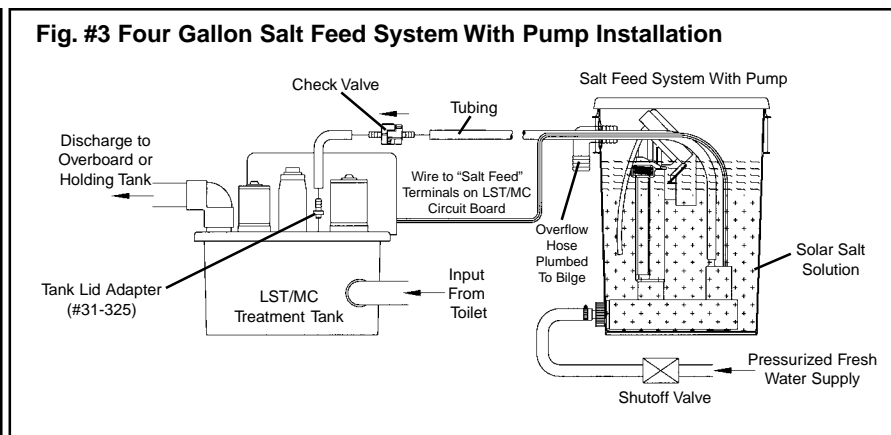 Fig. #3 Four Gallon Salt Feed System With Pump Installation
Salt Feed System With Pump
Check Valve
Tubing
Discharge to
Overboard or
Holding Tank
Wire to “Salt Feed”
Terminals on LST/MC
Circuit Board
Overflow
Hose
Plumbed
To Bilge
Solar Salt
Solution
Tank Lid Adapter
(#31-325)
LST/MC
Treatment Tank
Input
From
Toilet
Pressurized Fresh
Water Supply
Shutoff Valve